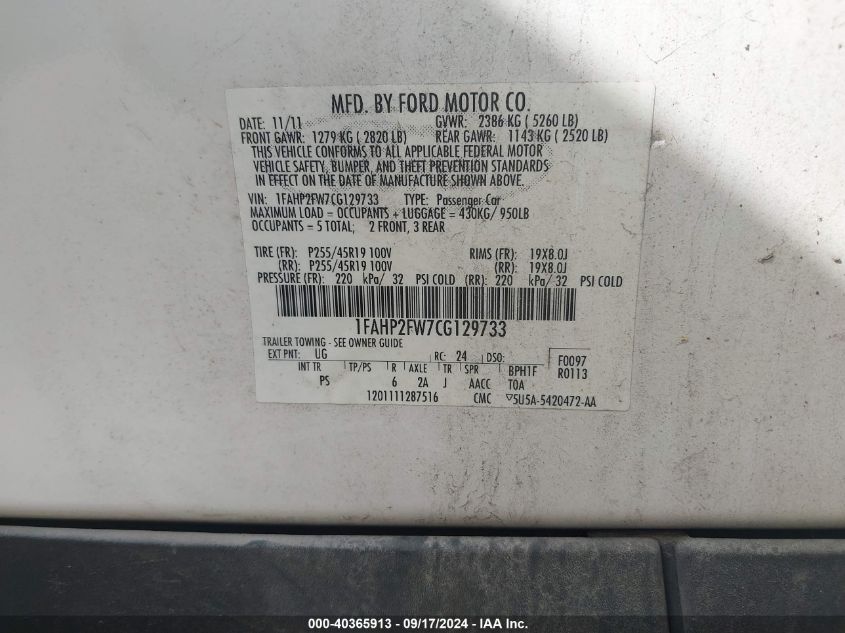 MFD. BY FORD MOTOR CO.
DATE: 11/11 GVWR: 2386 KG ( 5260 LB)
FRONT GAWR: 1279 KG ( 2820 LB) REAR GAWR: 1143 KG ( 2520 LB)
THIS VEHICLE CONFORMS TO ALL APPLICABLE FEDERAL MOTOR
VEHICLE SAFETY, BUMPER, AND THEFT PREVENTION STANDARDS
IN EFFECT ON THE DATE OF MANUFACTURE SHOWN ABOVE.
VIN: 1FAHP2FW7CG129733 TYPE: Passenger Car
MAXIMUM LOAD = OCCUPANTS + LUGGAGE = 430KG/ 950LB
OCCUPANTS = 5 TOTAL; 2 FRONT, 3 REAR
TIRE (FR): P255/45R19 100V RIMS (FR): 19X8.0J
(RR): P255/45R19 100V (RR): 19X8.0J
PRESSURE (FR): 220 kPa/ 32 PSI COLD (RR): 220 kPa/ 32 PSI COLD
1FAHP2FW7CG129733
TRAILER TOWING - SEE OWNER GUIDE
EXT PNT: UG RC: 24 DSO: F0097
INT TR TP/PS R AXLE TR SPR BPH1F R0113
PS 6 2A J AACC TOA
1201111287516 CMC ▽5U5A-5420472-AA
000-40365913 - 09/17/2024 - IAA Inc.